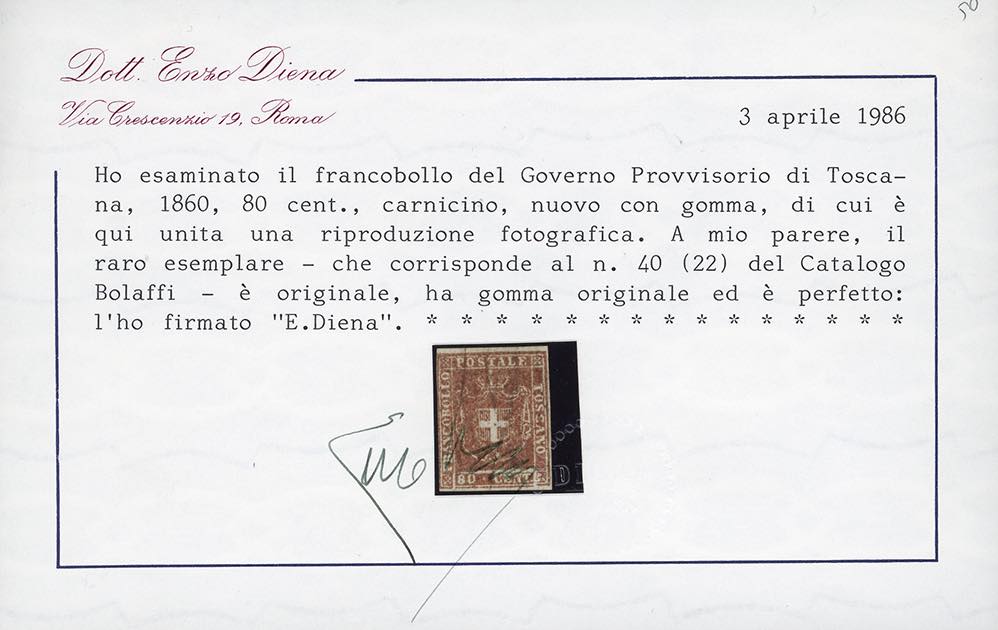 50
Dott. Enzo Diena
Via Crescenzio 19, Roma
3 aprile 1986
Ho esaminato il francobollo del Governo Provvisorio di Tosca-
na, 1860, 80 cent., carnicino, nuovo con gomma, di cui è
qui unita una riproduzione fotografica. A mio parere, il
raro esemplare - che corrisponde al n. 40 (22) del Catalogo
Bolaffi - è originale, ha gomma originale ed è perfetto:
l'ho firmato "E.Diena". * * * * * * * * * * * * * * *
FRANCOBOLLO
POSTALE
TOSCANO
80 CENT